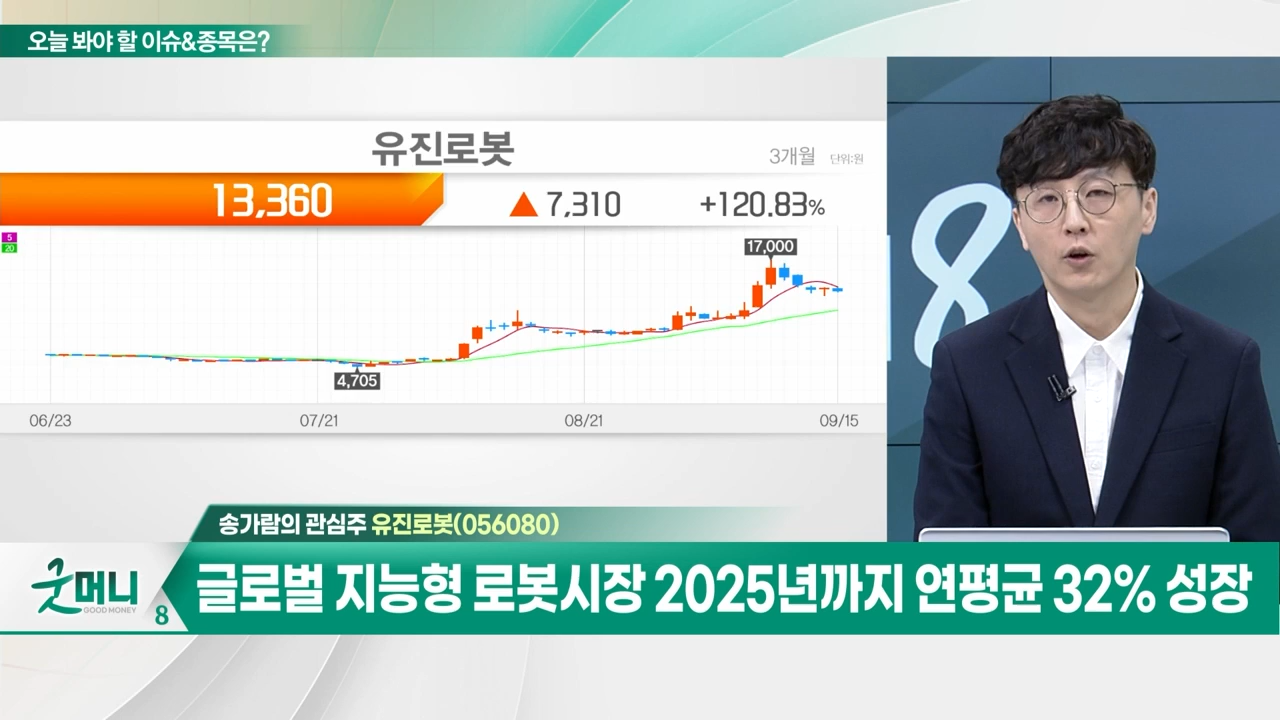 오늘 봐야 할 이슈&종목은?
유진로봇
3개월 단위:원
13,360 ▲ 7,310 +120.83%
5
20
17,000
4,705
06/23 07/21 08/21 09/15
8
송가람의 관심주 유진로봇(056080)
굿머니
GOOD MONEY
8
글로벌 지능형 로봇시장 2025년까지 연평균 32% 성장